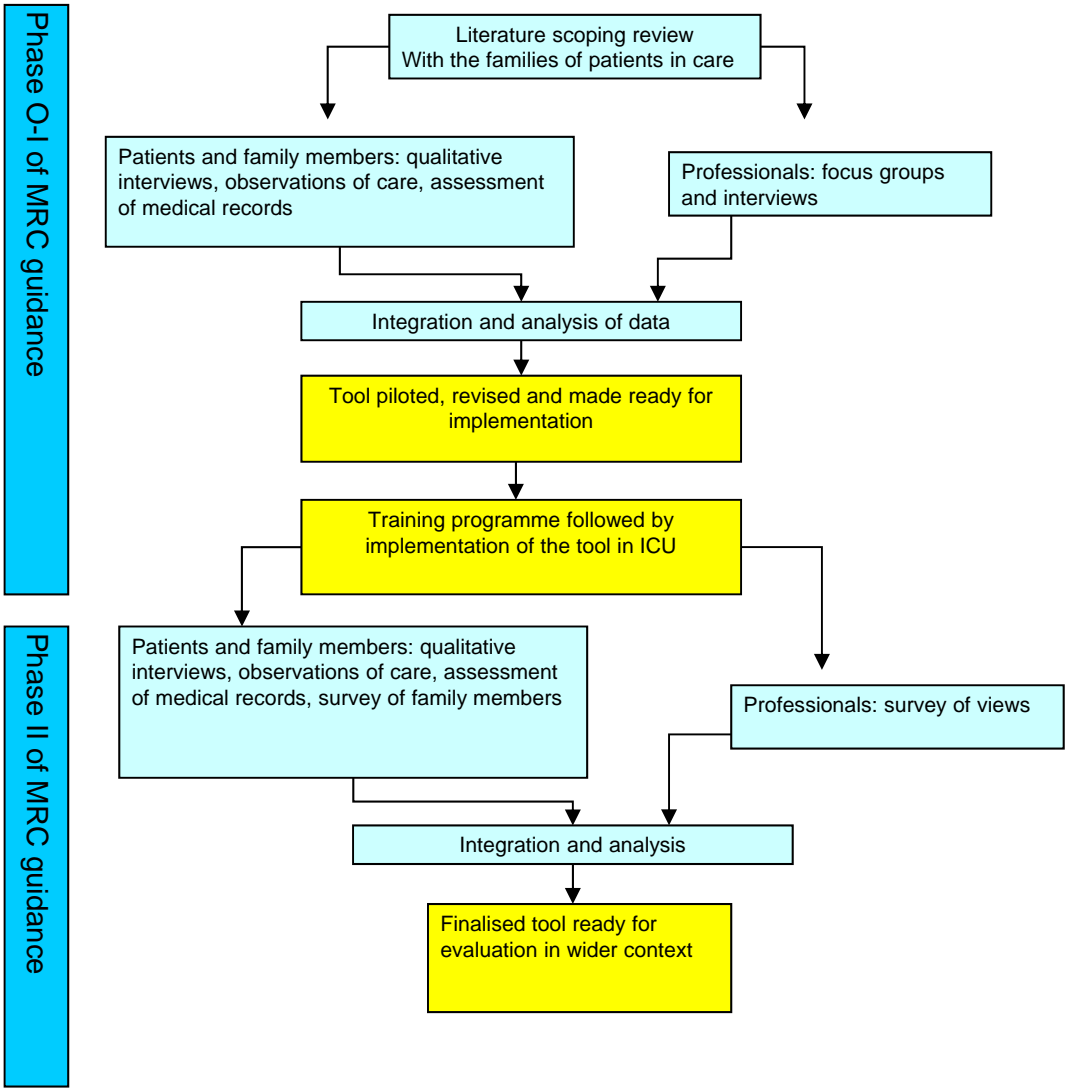 Phase O-I of MRC guidance
Literature scoping review
With the families of patients in care
Patients and family members: qualitative
interviews, observations of care, assessment
of medical records
Professionals: focus groups
and interviews
Integration and analysis of data
Tool piloted, revised and made ready for
implementation
Training programme followed by
implementation of the tool in ICU
Phase II of MRC guidance
Patients and family members: qualitative
interviews, observations of care, assessment
of medical records, survey of family members
Professionals: survey of views
Integration and analysis
Finalised tool ready for
evaluation in wider context